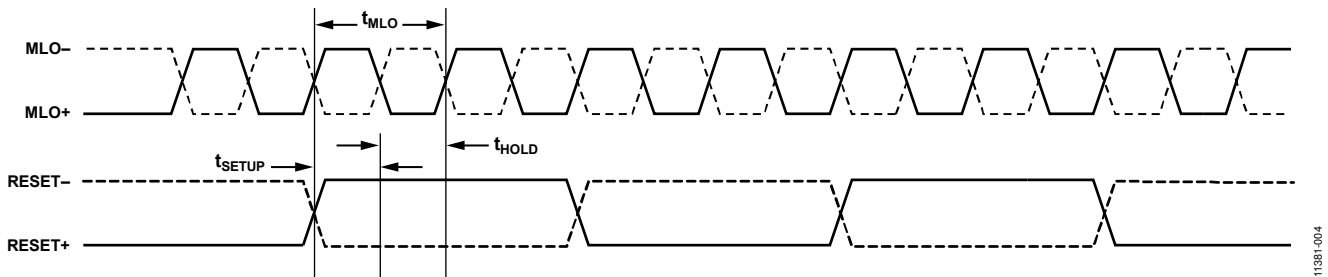 tMLO
MLO–
MLO+
tSETUP
tHOLD
RESET–
RESET+
11381-004